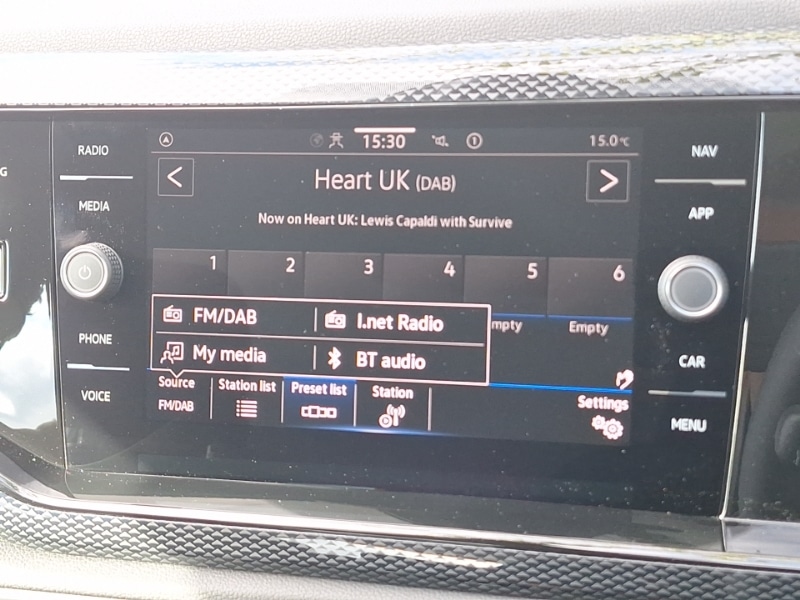 G
RADIO
MEDIA
PHONE
VOICE
15:30
15.0°C
Heart UK (DAB)
Now on Heart UK: Lewis Capaldi with Survive
1 2 3 4 5 6
mpty Empty
FM/DAB I.net Radio
My media BT audio
Source Station list Preset list Station Settings
FM/DAB
NAV
APP
CAR
MENU